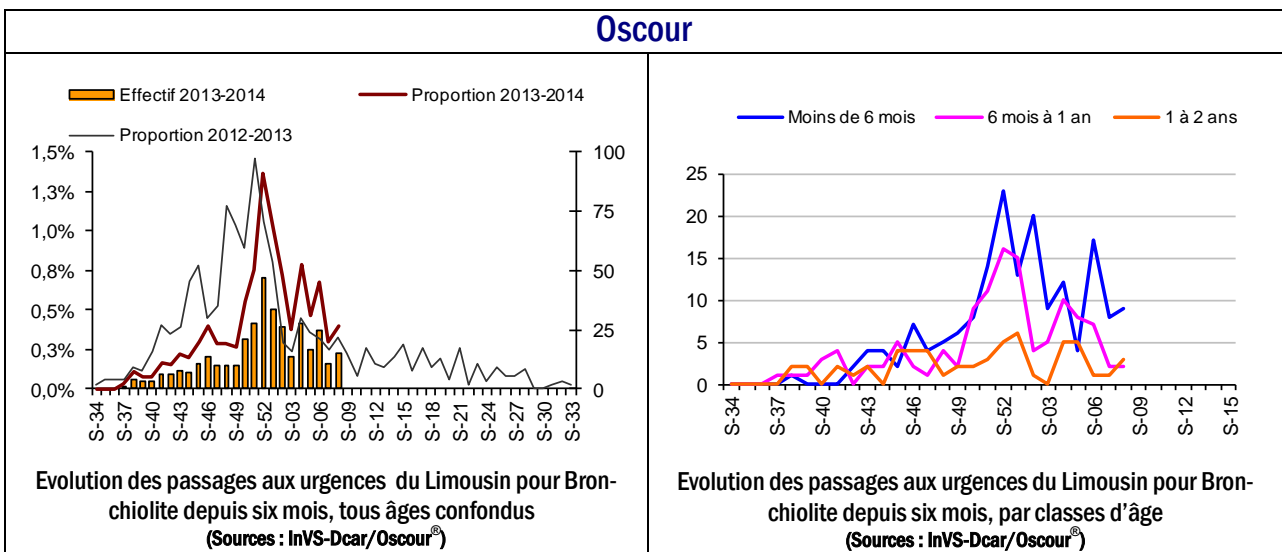 Oscour
Effectif 2013-2014
Proportion 2013-2014
Proportion 2012-2013
1,5%
1,3%
1,0%
0,8%
0,5%
0,3%
0,0%
100
75
50
25
0
S-34
S-37
S-40
S-43
S-46
S-49
S-52
S-03
S-06
S-09
S-12
S-15
S-18
S-21
S-24
S-27
S-30
S-33
Evolution des passages aux urgences du Limousin pour Bron-
chiolite depuis six mois, tous âges confondus
(Sources : InVS-Dcar/Oscour®)
Moins de 6 mois
6 mois à 1 an
1 à 2 ans
25
20
15
10
5
0
S-34
S-37
S-40
S-43
S-46
S-49
S-52
S-03
S-06
S-09
S-12
S-15
Evolution des passages aux urgences du Limousin pour Bron-
chiolite depuis six mois, par classes d’âge
(Sources : InVS-Dcar/Oscour®)